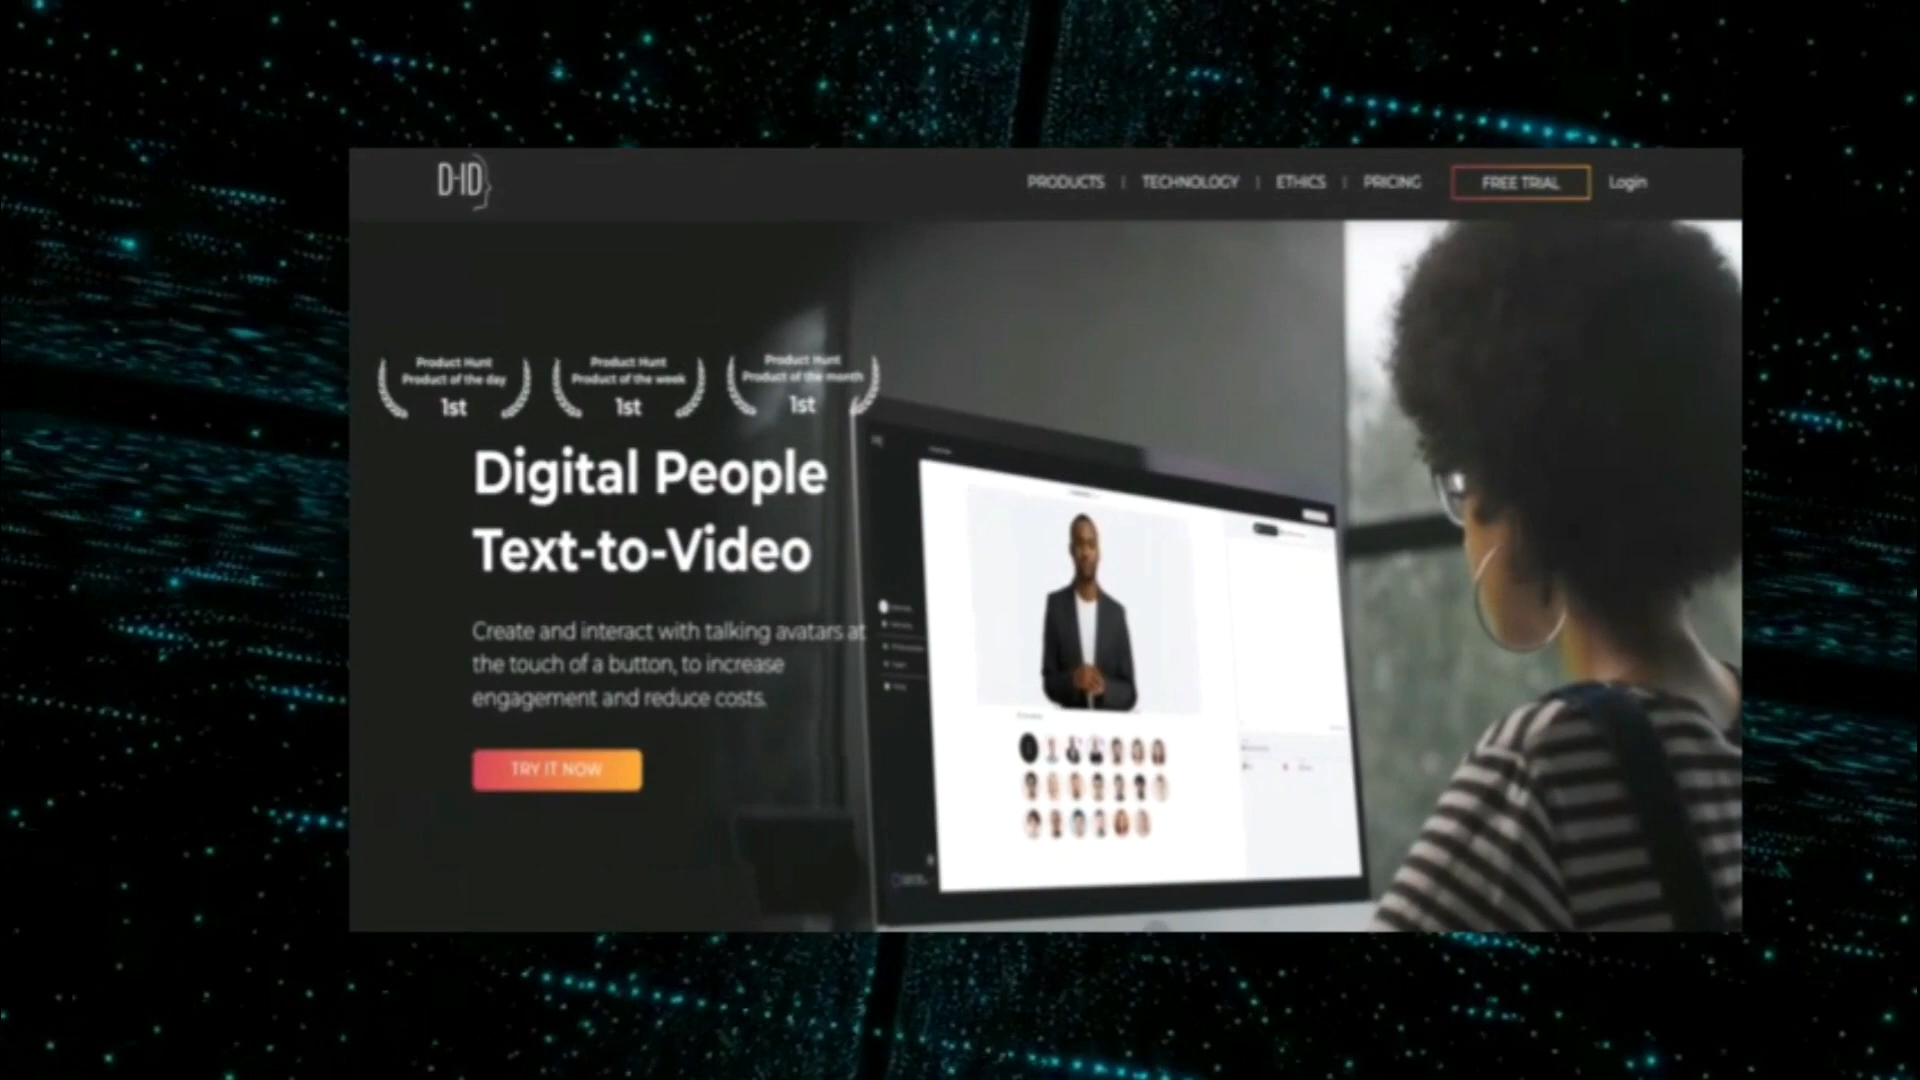 D-ID
PRODUCTS | TECHNOLOGY | ETHICS | PRICING
FREE TRIAL
Login
Product Hunt
Product of the day
1st
Product Hunt
Product of the week
1st
Product Hunt
Product of the month
1st
Digital People
Text-to-Video
Create and interact with talking avatars at
the touch of a button, to increase
engagement and reduce costs.
TRY IT NOW